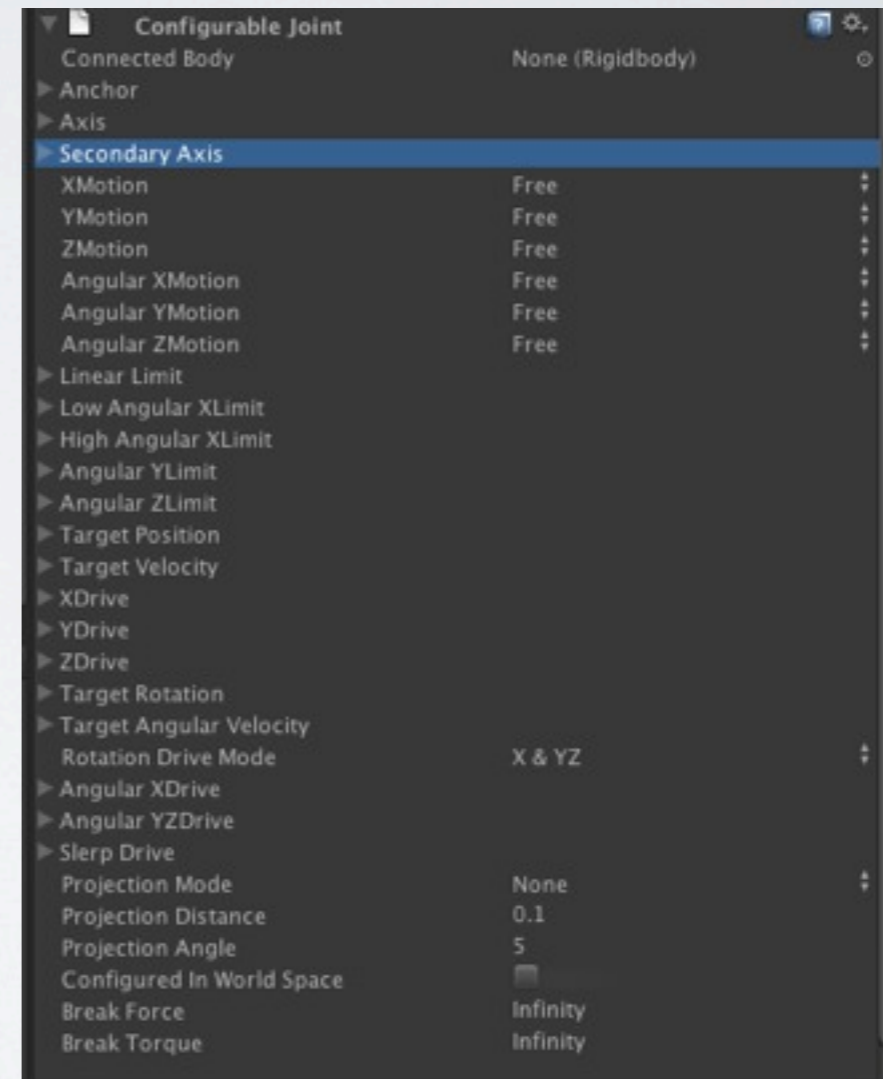 Configurable Joint
Connected Body None (Rigidbody)
Anchor
Axis
Secondary Axis
XMotion Free
YMotion Free
ZMotion Free
Angular XMotion Free
Angular YMotion Free
Angular ZMotion Free
Linear Limit
Low Angular XLimit
High Angular XLimit
Angular YLimit
Angular ZLimit
Target Position
Target Velocity
XDrive
YDrive
ZDrive
Target Rotation
Target Angular Velocity
Rotation Drive Mode X & YZ
Angular XDrive
Angular YZDrive
Slerp Drive
Projection Mode None
Projection Distance 0.1
Projection Angle 5
Configured In World Space
Break Force Infinity
Break Torque Infinity